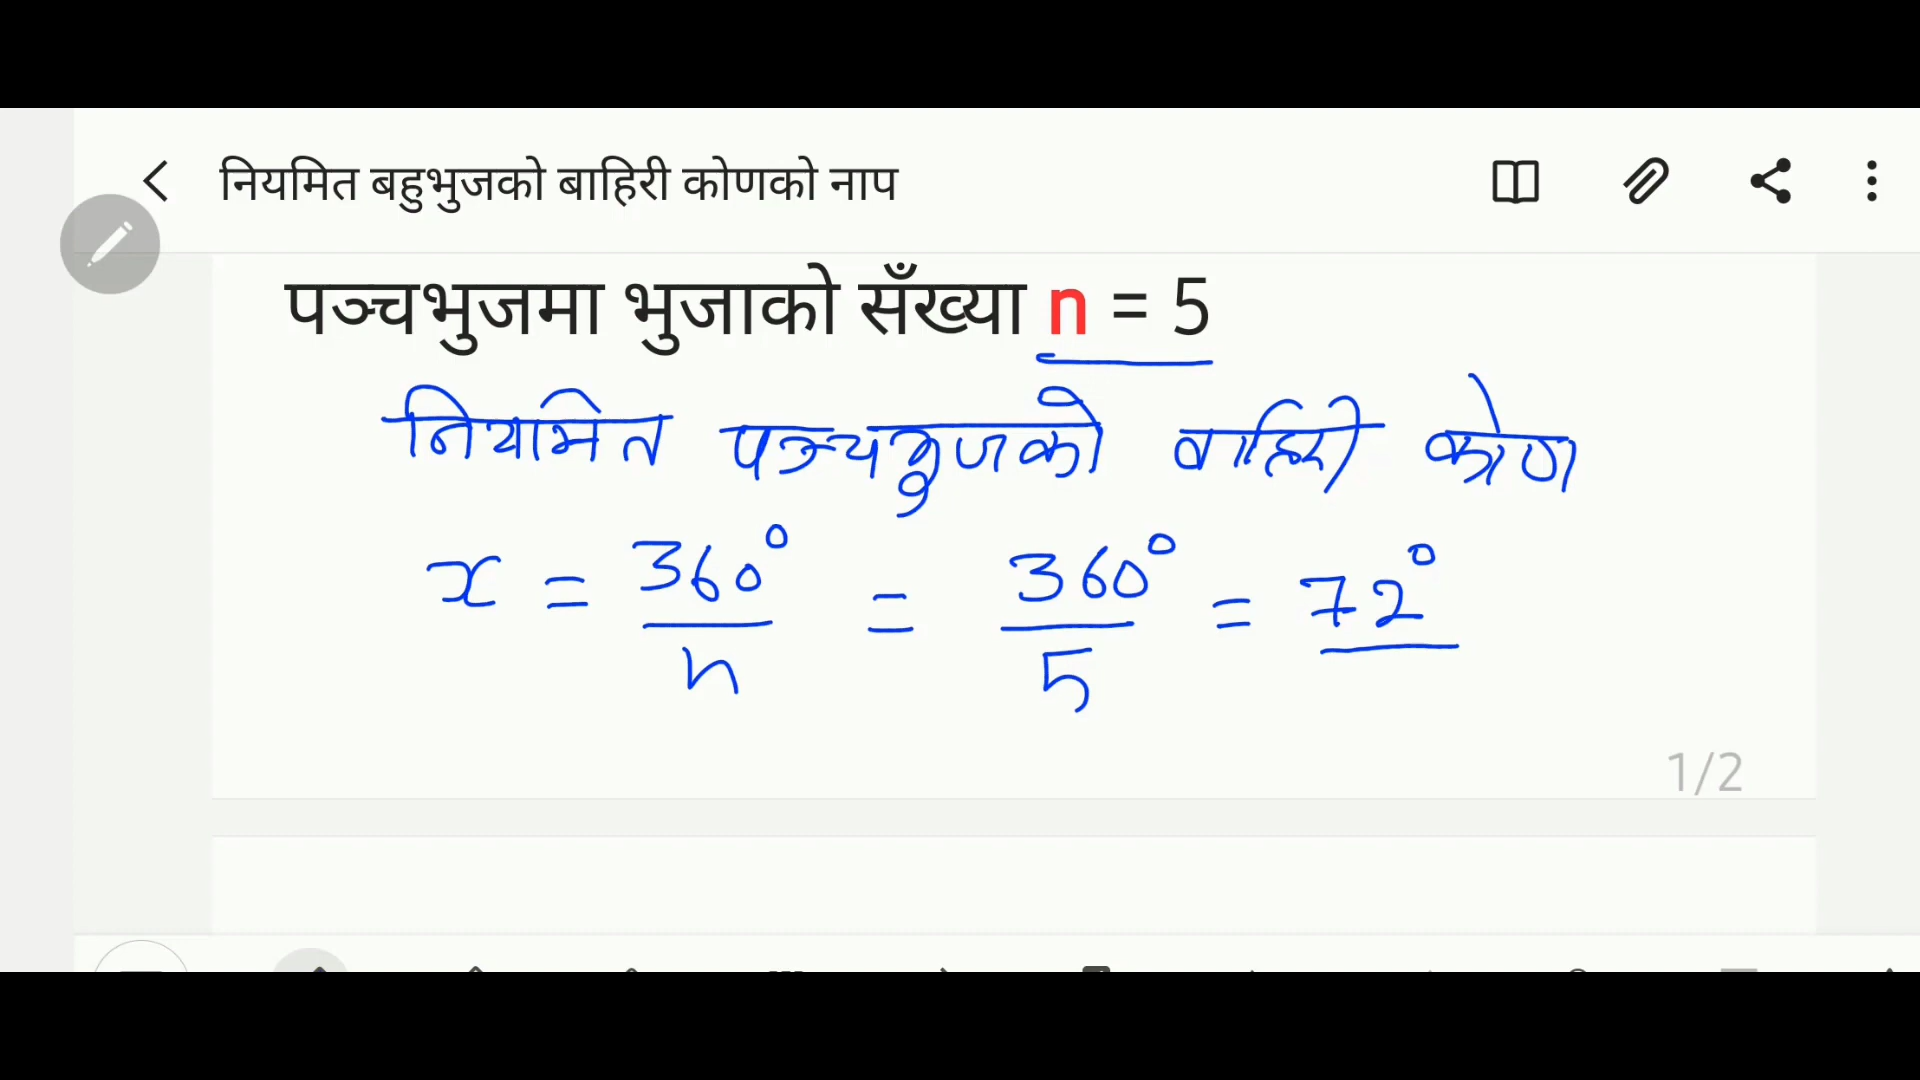 नियमित बहुभुजको बाहिरी कोणको नाप
पञ्चभुजमा भुजाको सँख्या n = 5
नियमित पञ्चभुजको बाहिरी कोण
x = 360°/n = 360°/5 = 72°
1/2